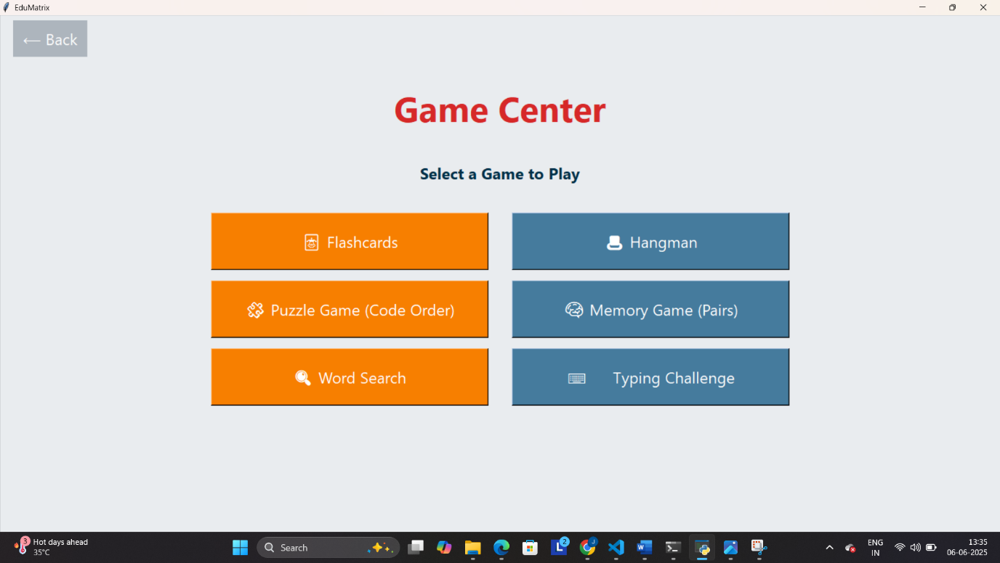 EduMatrix
← Back
Game Center
Select a Game to Play
Flashcards
Hangman
Puzzle Game (Code Order)
Memory Game (Pairs)
Word Search
Typing Challenge
3
Hot days ahead
35°C
Search
L 2
J
W
ENG
IN
13:35
06-06-2025